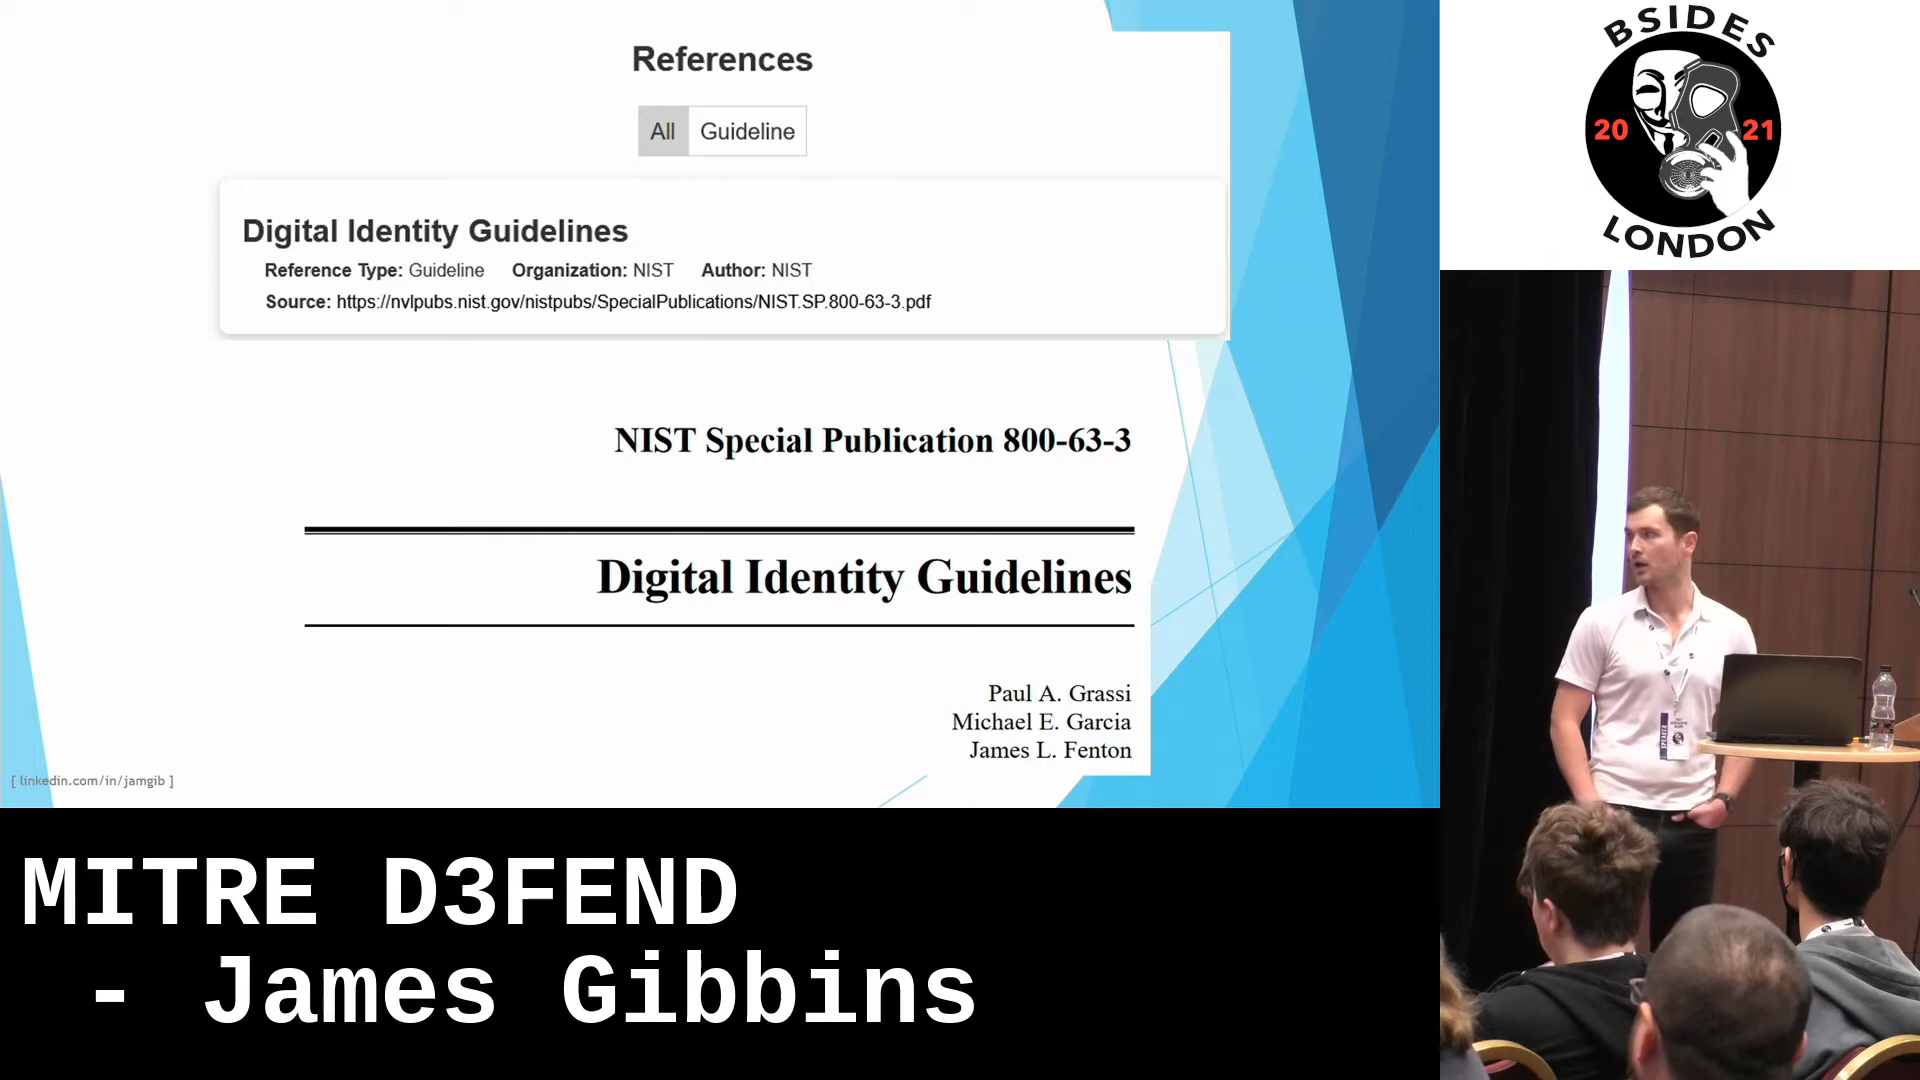 References
All Guideline
Digital Identity Guidelines
Reference Type: Guideline Organization: NIST Author: NIST
Source: https://nvlpubs.nist.gov/nistpubs/SpecialPublications/NIST.SP.800-63-3.pdf
NIST Special Publication 800-63-3
Digital Identity Guidelines
Paul A. Grassi
Michael E. Garcia
James L. Fenton
[ linkedin.com/in/jamgib ]
BSIDES
20 21
LONDON
SPEAKER
MITRE D3FEND
- James Gibbins